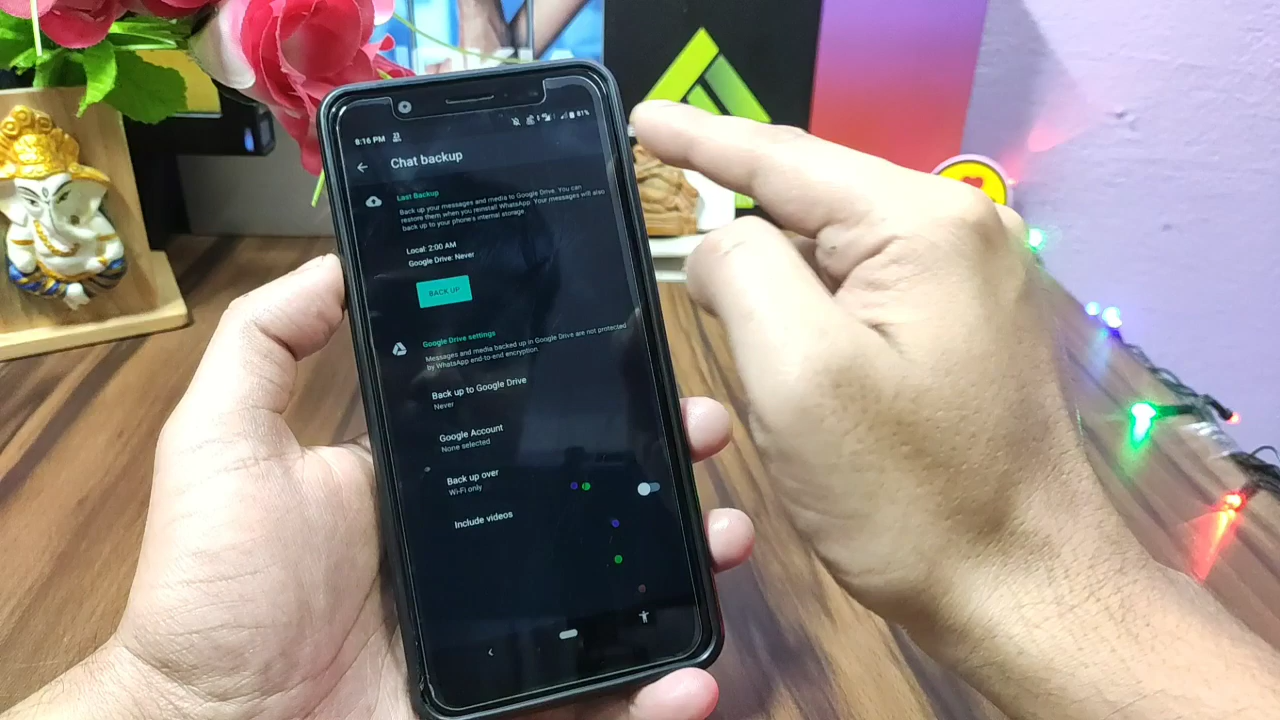 8:16 PM
81%
Chat backup
Last Backup
Back up your messages and media to Google Drive. You can
restore them when you reinstall WhatsApp. Your messages will also
back up to your phone's internal storage.
Local: 2:00 AM
Google Drive: Never
BACK UP
Google Drive settings
Messages and media backed up in Google Drive are not protected
by WhatsApp end-to-end encryption.
Back up to Google Drive
Never
Google Account
None selected
Back up over
Wi-Fi only
Include videos